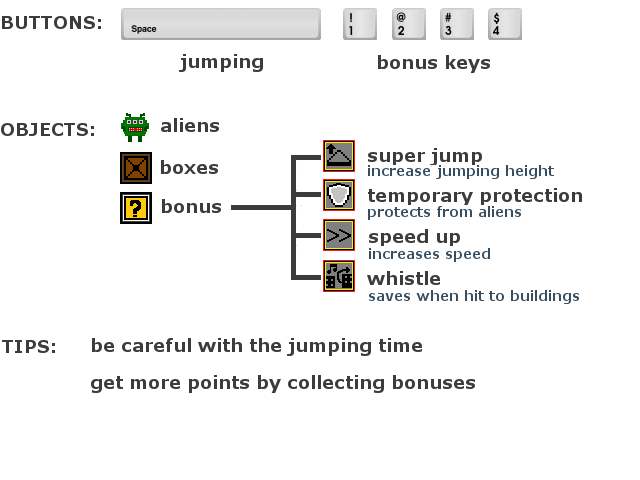 BUTTONS: Space ! 1 @ 2 # 3 $ 4
jumping bonus keys
OBJECTS: aliens
boxes
? bonus
super jump
increase jumping height
temporary protection
protects from aliens
>> speed up
increases speed
whistle
saves when hit to buildings
TIPS: be careful with the jumping time
get more points by collecting bonuses